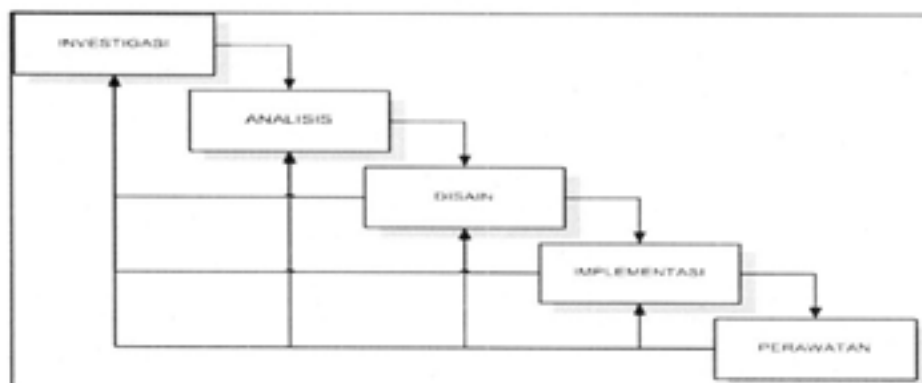 INVESTIGASI
ANALISIS
DISAIN
IMPLEMENTASI
PERAWATAN